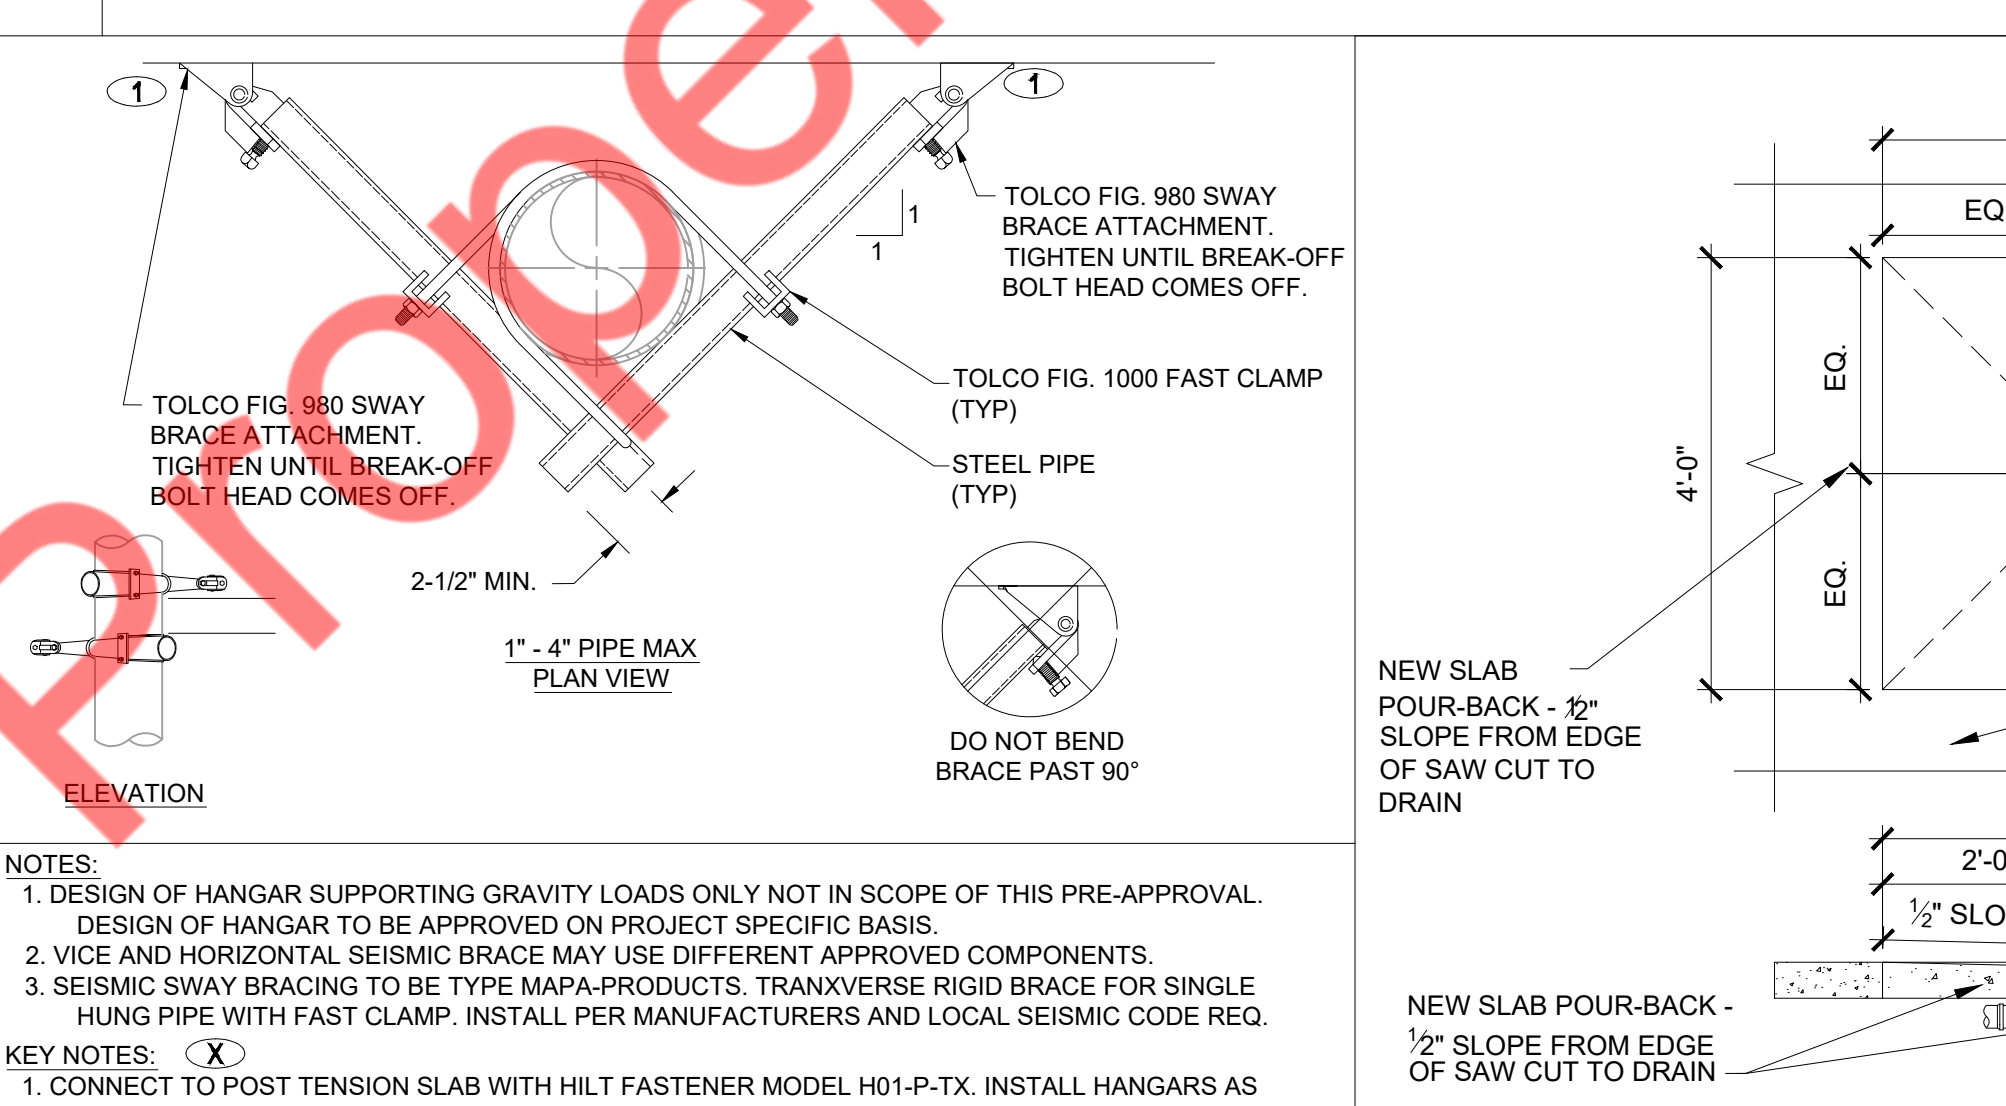 1
1
TOLCO FIG. 980 SWAY
BRACE ATTACHMENT.
TIGHTEN UNTIL BREAK-OFF
BOLT HEAD COMES OFF.
1
1
TOLCO FIG. 1000 FAST CLAMP
(TYP)
STEEL PIPE
(TYP)
TOLCO FIG. 980 SWAY
BRACE ATTACHMENT.
TIGHTEN UNTIL BREAK-OFF
BOLT HEAD COMES OFF.
2-1/2" MIN.
1" - 4" PIPE MAX
PLAN VIEW
DO NOT BEND
BRACE PAST 90°
ELEVATION
Proper
NOTES:
1. DESIGN OF HANGAR SUPPORTING GRAVITY LOADS ONLY NOT IN SCOPE OF THIS PRE-APPROVAL.
DESIGN OF HANGAR TO BE APPROVED ON PROJECT SPECIFIC BASIS.
2. VICE AND HORIZONTAL SEISMIC BRACE MAY USE DIFFERENT APPROVED COMPONENTS.
3. SEISMIC SWAY BRACING TO BE TYPE MAPA-PRODUCTS. TRANXVERSE RIGID BRACE FOR SINGLE
HUNG PIPE WITH FAST CLAMP. INSTALL PER MANUFACTURERS AND LOCAL SEISMIC CODE REQ.
KEY NOTES: X
1. CONNECT TO POST TENSION SLAB WITH HILT FASTENER MODEL H01-P-TX. INSTALL HANGARS AS
EQ
EQ.
4'-0"
EQ.
NEW SLAB
POUR-BACK - 1/2"
SLOPE FROM EDGE
OF SAW CUT TO
DRAIN
2'-0
1/2" SLO
NEW SLAB POUR-BACK -
1/2" SLOPE FROM EDGE
OF SAW CUT TO DRAIN